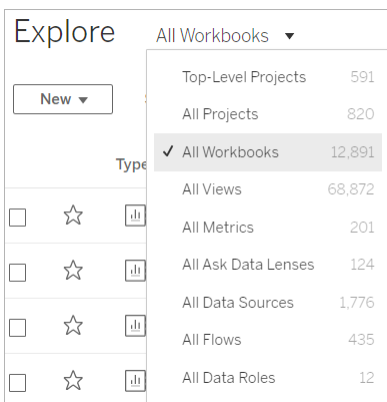 Explore All Workbooks
Top-Level Projects 591
New
All Projects 820
All Workbooks 12,891
Type
All Views 68,872
All Metrics 201
All Ask Data Lenses 124
All Data Sources 1,776
All Flows 435
All Data Roles 12